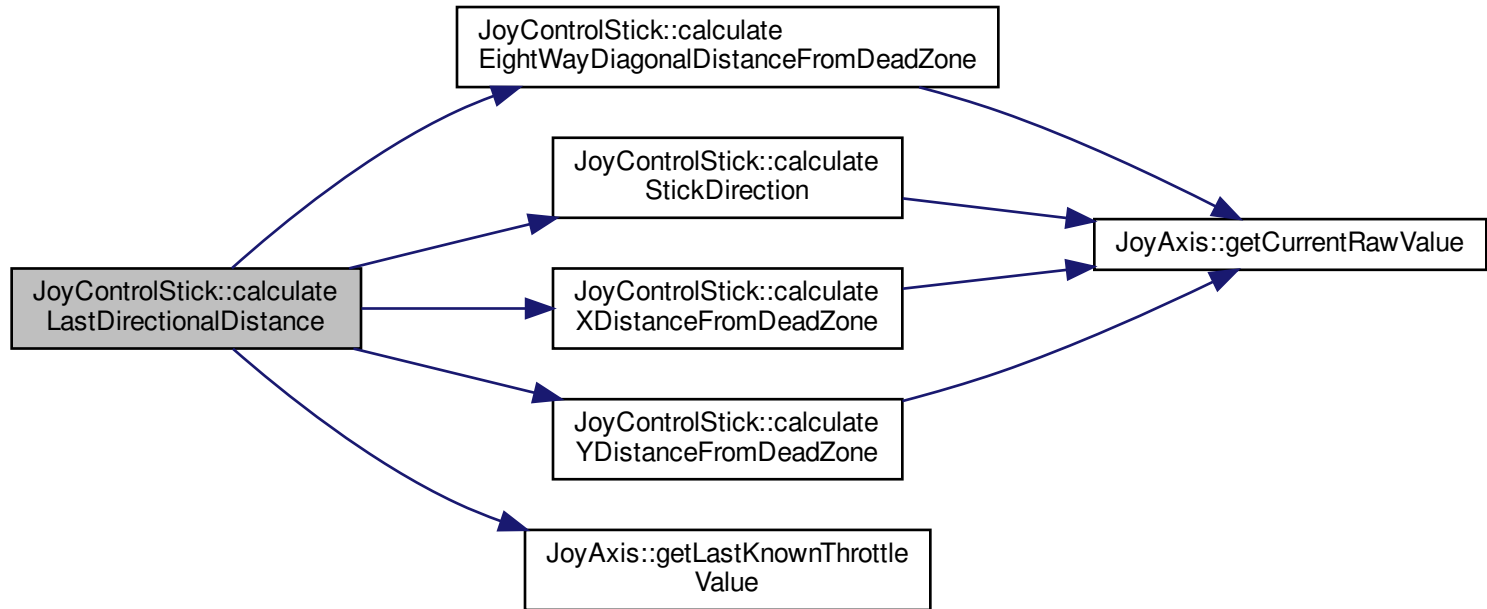 JoyControlStick::calculate
EightWayDiagonalDistanceFromDeadZone
JoyControlStick::calculate
StickDirection
JoyAxis::getCurrentRawValue
JoyControlStick::calculate
LastDirectionalDistance
JoyControlStick::calculate
XDistanceFromDeadZone
JoyControlStick::calculate
YDistanceFromDeadZone
JoyAxis::getLastKnownThrottle
Value